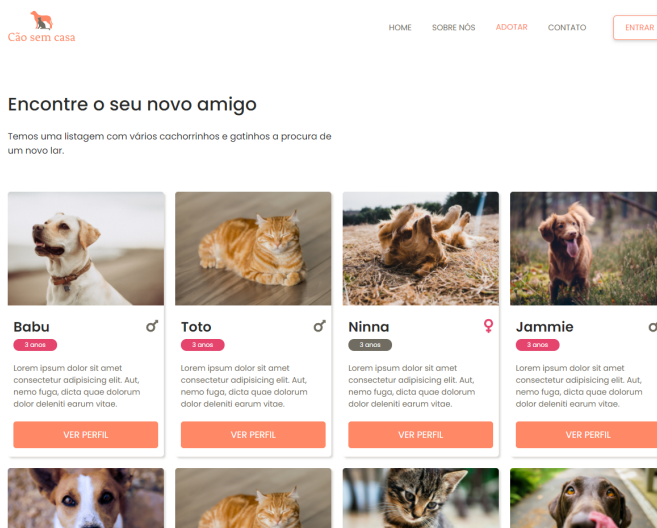 Cão sem casa
HOME SOBRE NÓS ADOTAR CONTATO ENTRAR
Encontre o seu novo amigo
Temos uma listagem com vários cachorrinhos e gatinhos a procura de
um novo lar.
Babu
3 anos
Lorem ipsum dolor sit amet
consectetur adipisicing elit. Aut,
nemo fuga, dicta quae dolorum
dolor deleniti earum vitae.
VER PERFIL
Toto
3 anos
Lorem ipsum dolor sit amet
consectetur adipisicing elit. Aut,
nemo fuga, dicta quae dolorum
dolor deleniti earum vitae.
VER PERFIL
Ninna
3 anos
Lorem ipsum dolor sit amet
consectetur adipisicing elit. Aut,
nemo fuga, dicta quae dolorum
dolor deleniti earum vitae.
VER PERFIL
Jammie
3 anos
Lorem ipsum dolor sit amet
consectetur adipisicing elit. Aut,
nemo fuga, dicta quae dolorum
dolor deleniti earum vitae.
VER PERFIL